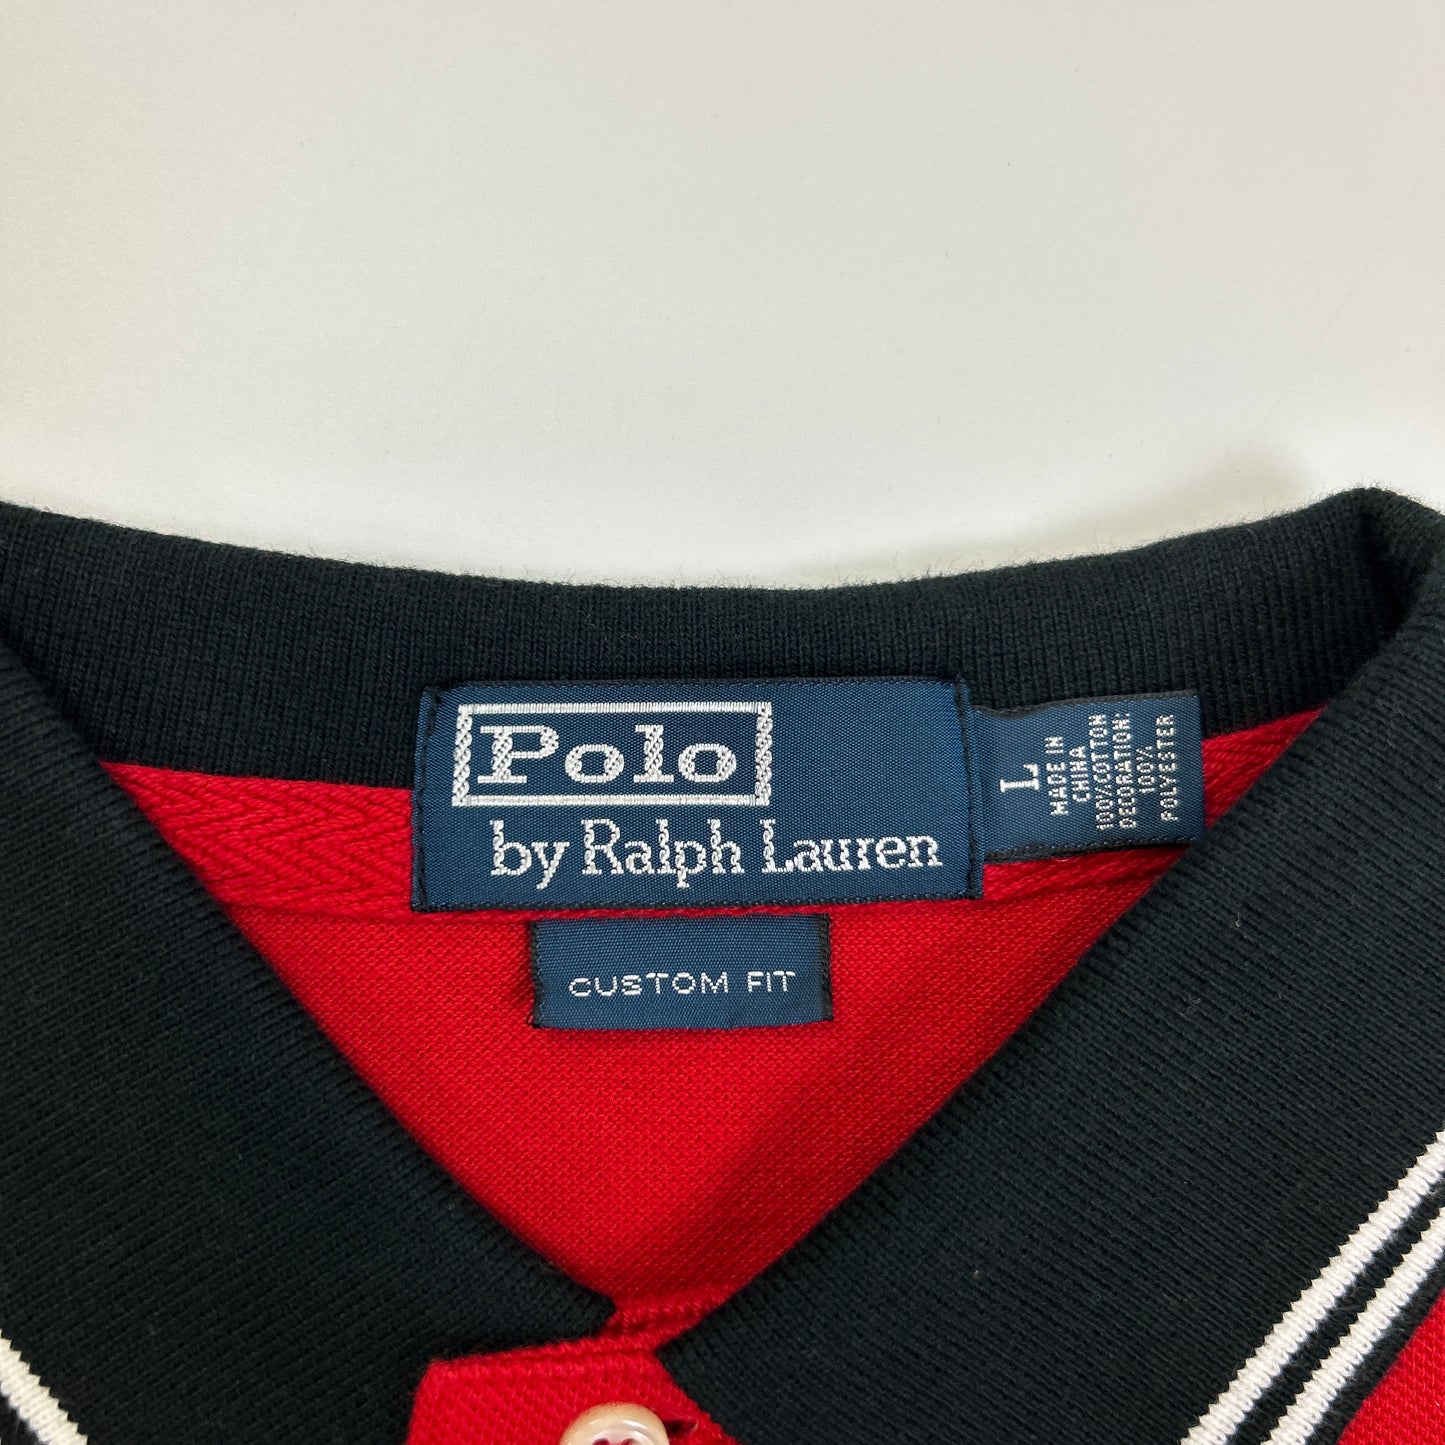 Polo
by Ralph Lauren
CUSTOM FIT
L
MADE IN
CHINA
100% COTTON
DECORATION:
100%
POLYESTER